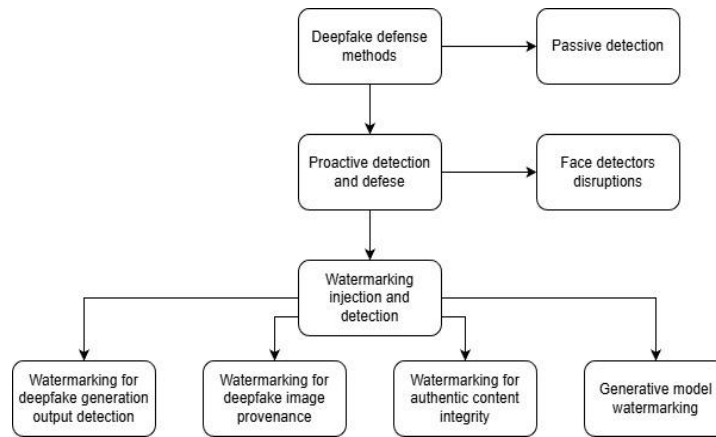 Deepfake defense
methods
Passive detection
Proactive detection
and defese
Face detectors
disruptions
Watermarking
injection and
detection
Watermarking for
deepfake generation
output detection
Watermarking for
deepfake image
provenance
Watermarking for
authentic content
integrity
Generative model
watermarking